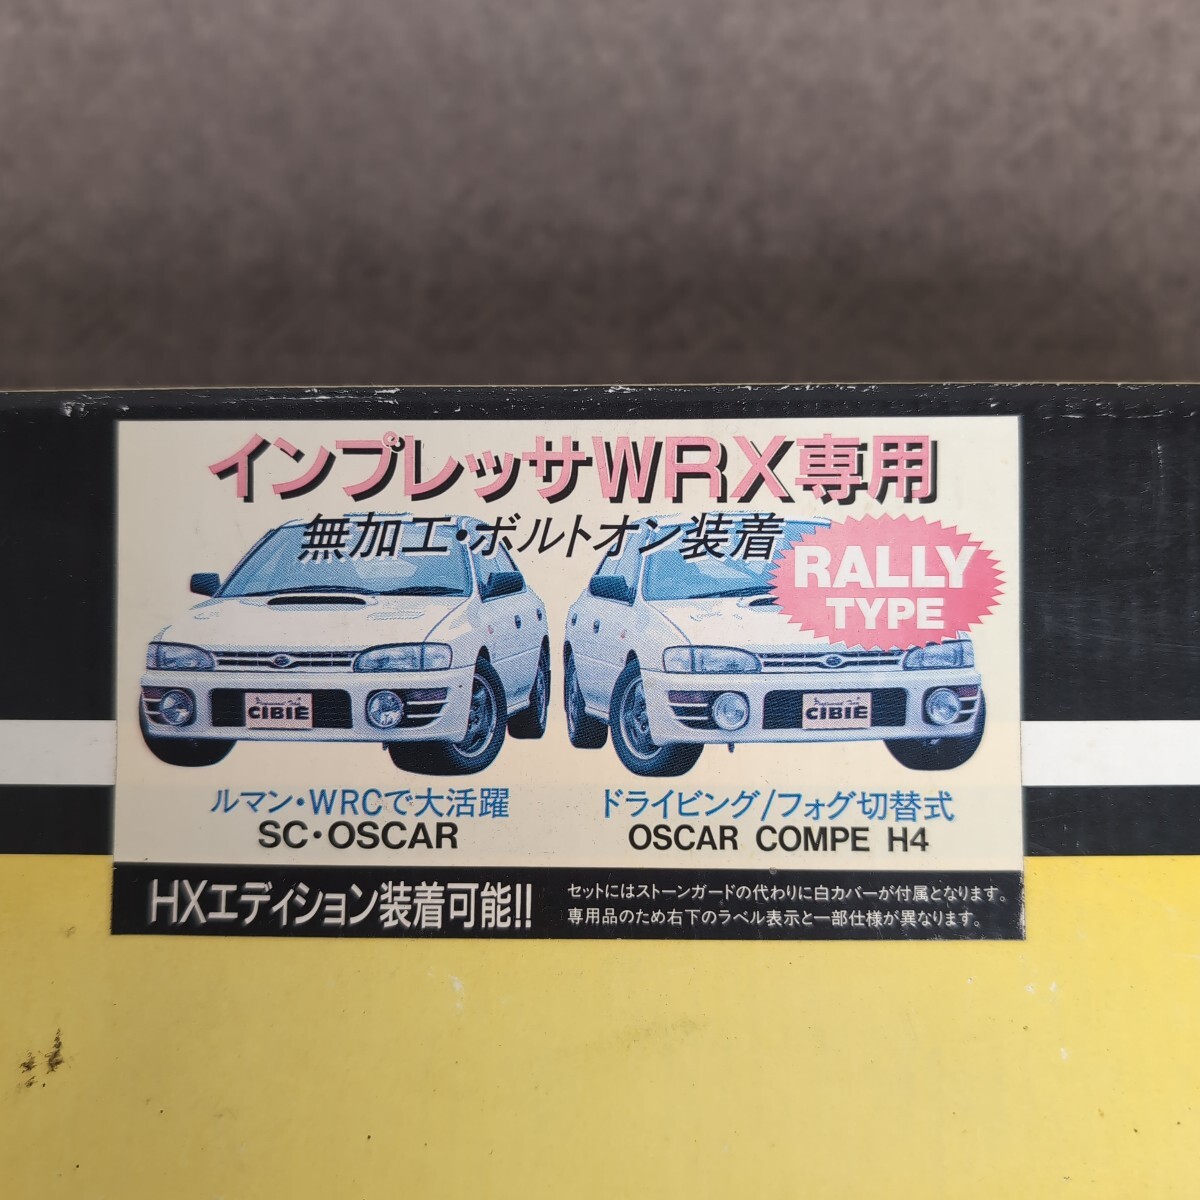 インプレッサWRX専用
無加工・ボルトオン装着
RALLY
TYPE
CIBIE
CIBIE
ルマン・WRCで大活躍
SC・OSCAR
ドライビング/フォグ切替式
OSCAR COMPE H4
HXエディション装着可能!!
セットにはストーンガードの代わりに白カバーが付属となります。
専用品のため右下のラベル表示と一部仕様が異なります。